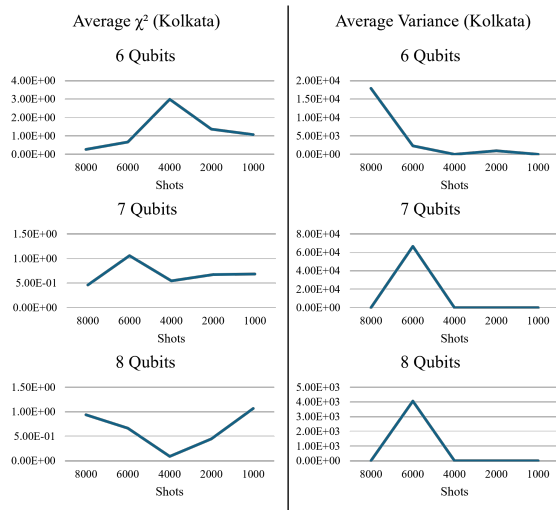 Average χ² (Kolkata)
6 Qubits
4.00E+00
3.00E+00
2.00E+00
1.00E+00
0.00E+00
8000 6000 4000 2000 1000
Shots
7 Qubits
1.50E+00
1.00E+00
5.00E-01
0.00E+00
8000 6000 4000 2000 1000
Shots
8 Qubits
1.50E+00
1.00E+00
5.00E-01
0.00E+00
8000 6000 4000 2000 1000
Shots
Average Variance (Kolkata)
6 Qubits
2.00E+04
1.50E+04
1.00E+04
5.00E+03
0.00E+00
8000 6000 4000 2000 1000
Shots
7 Qubits
8.00E+04
6.00E+04
4.00E+04
2.00E+04
0.00E+00
8000 6000 4000 2000 1000
Shots
8 Qubits
5.00E+03
4.00E+03
3.00E+03
2.00E+03
1.00E+03
0.00E+00
8000 6000 4000 2000 1000
Shots